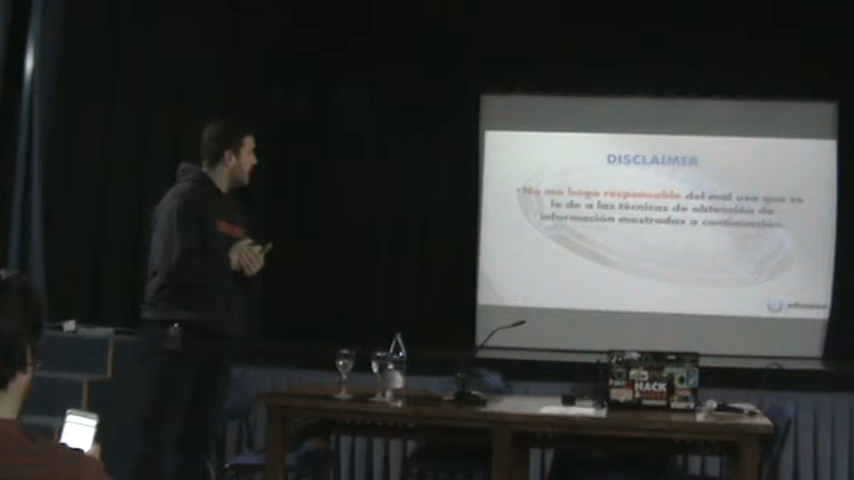 DISCLAIMER
•No me hago responsable del mal uso que se
le de a las técnicas de obtención de
información mostradas a continuación.
HACK